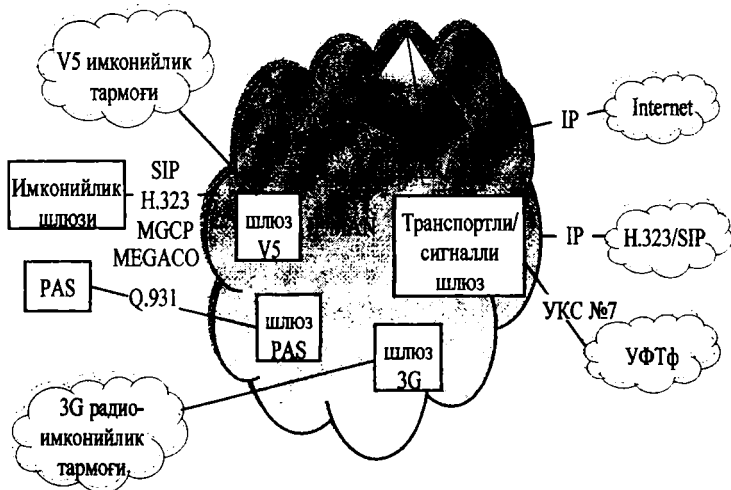 V5 имконийлик
тармоғи
Имконийлик
шлюзи
SIP
H.323
MGCP
MEGACO
PAS
Q.931
3G радио-
имконийлик
тармоғи
шлюз
V5
шлюз
PAS
шлюз
3G
Транспортли/
сигналли
шлюз
IP
Internet
IP
H.323/SIP
УКС №7
УФТф